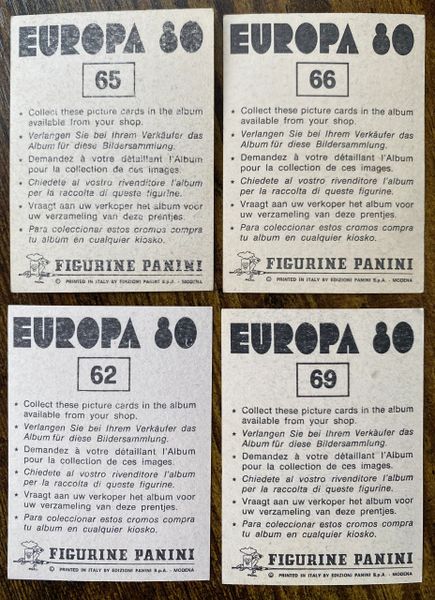 EUROPA 80
65
* Collect these picture cards in the album
available from your shop.
* Verlangen Sie bei Ihrem Verkäufer das
Album für diese Bildersammlung.
* Demandez à votre détaillant l'Album
pour la collection de ces images.
* Chiedete al vostro rivenditore l'album
per la raccolta di queste figurine.
* Vraagt aan uw verkoper het album voor
uw verzameling van deze prentjes.
* Para coleccionar estos cromos compra
tu álbum en cualquier kiosko.
FIGURINE PANINI
© PRINTED IN ITALY BY EDIZIONI PANINI S.p.A. - MODENA
EUROPA 80
66
* Collect these picture cards in the album
available from your shop.
* Verlangen Sie bei Ihrem Verkäufer das
Album für diese Bildersammlung.
* Demandez à votre détaillant l'Album
pour la collection de ces images.
* Chiedete al vostro rivenditore l'album
per la raccolta di queste figurine.
* Vraagt aan uw verkoper het album voor
uw verzameling van deze prentjes.
* Para coleccionar estos cromos compra
tu álbum en cualquier kiosko.
FIGURINE PANINI
© PRINTED IN ITALY BY EDIZIONI PANINI S.p.A. - MODENA
EUROPA 80
62
* Collect these picture cards in the album
available from your shop.
* Verlangen Sie bei Ihrem Verkäufer das
Album für diese Bildersammlung.
* Demandez à votre détaillant l'Album
pour la collection de ces images.
* Chiedete al vostro rivenditore l'album
per la raccolta di queste figurine.
* Vraagt aan uw verkoper het album voor
uw verzameling van deze prentjes.
* Para coleccionar estos cromos compra
tu álbum en cualquier kiosko.
FIGURINE PANINI
© PRINTED IN ITALY BY EDIZIONI PANINI S.p.A. - MODENA
EUROPA 80
69
* Collect these picture cards in the album
available from your shop.
* Verlangen Sie bei Ihrem Verkäufer das
Album für diese Bildersammlung.
* Demandez à votre détaillant l'Album
pour la collection de ces images.
* Chiedete al vostro rivenditore l'album
per la raccolta di queste figurine.
* Vraagt aan uw verkoper het album voor
uw verzameling van deze prentjes.
* Para coleccionar estos cromos compra
tu álbum en cualquier kiosko.
FIGURINE PANINI
© PRINTED IN ITALY BY EDIZIONI PANINI S.p.A. - MODENA